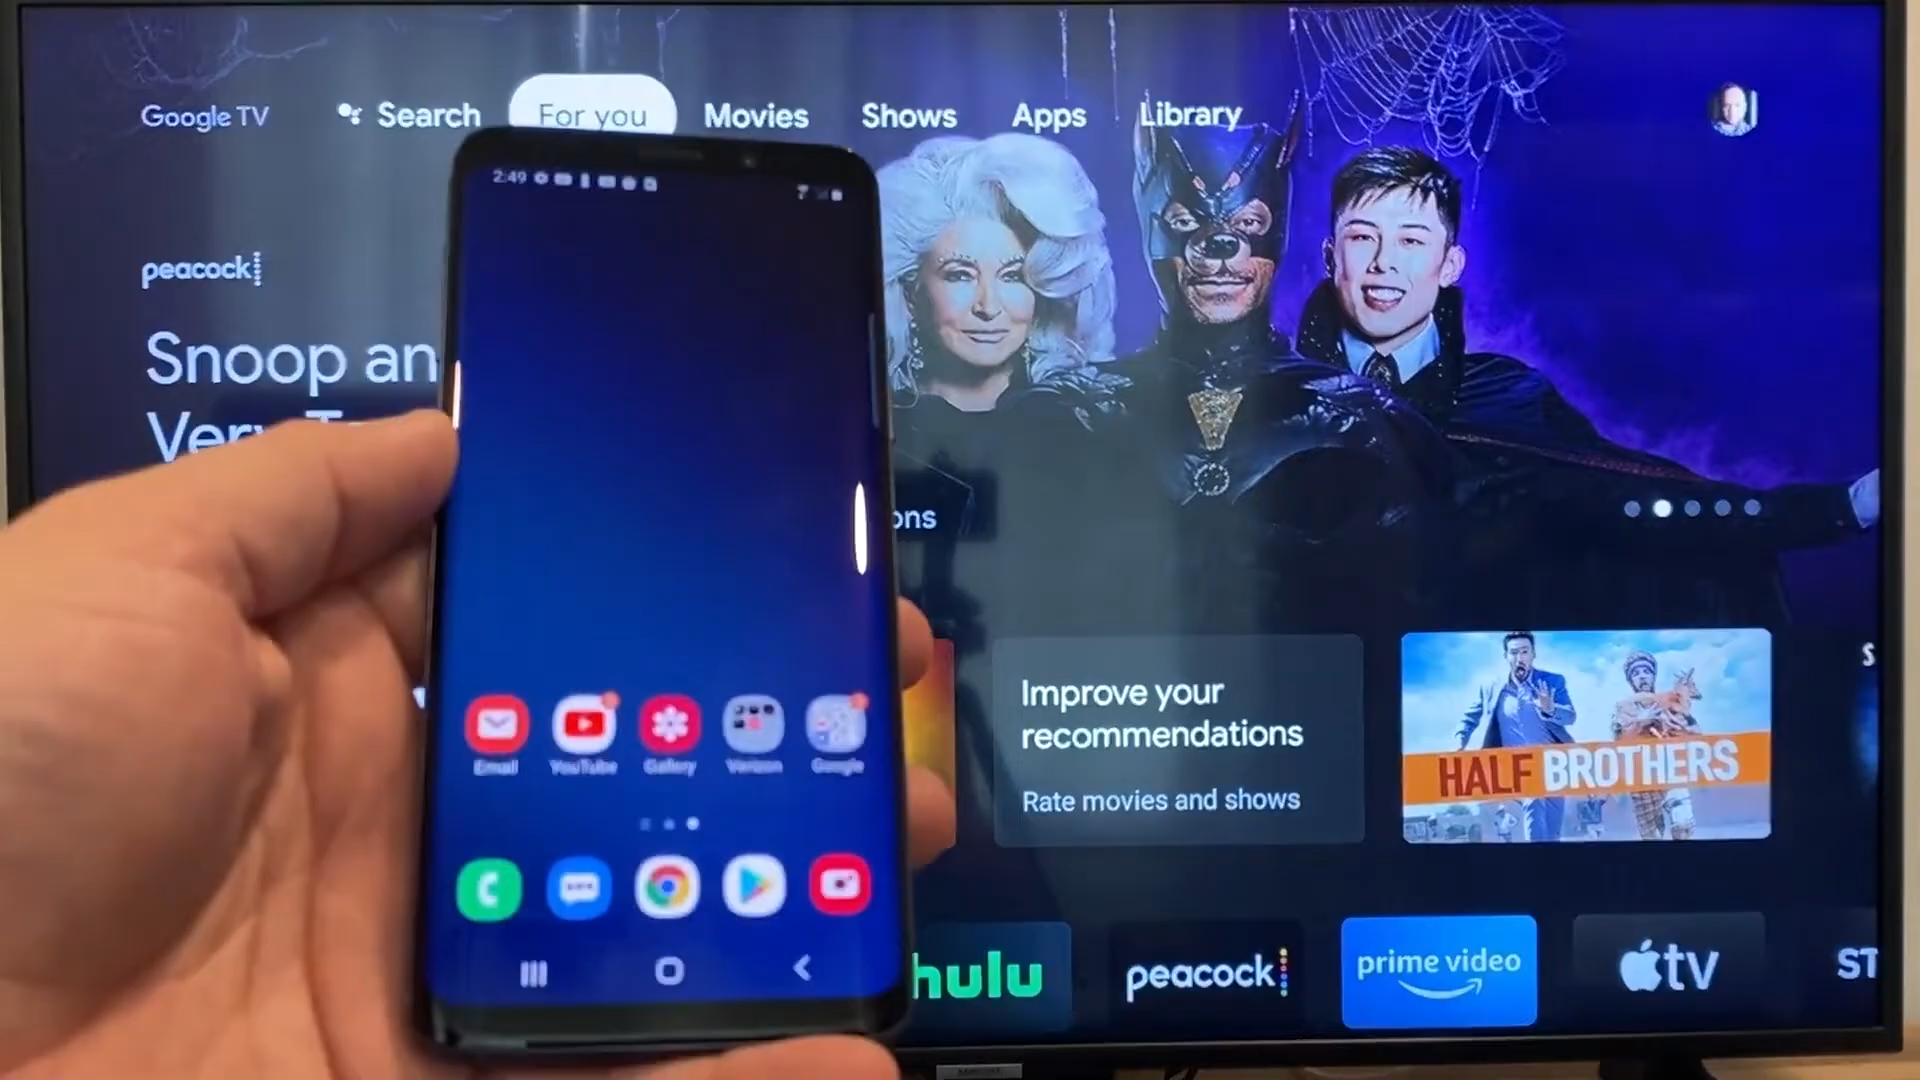 Google TV
Search
For you
Movies
Shows
Apps
Library
peacock
Snoop an
Very
ons
2:49
Email
YouTube
Gallery
Verizon
Google
Improve your
recommendations
Rate movies and shows
HALF BROTHERS
S
hulu
peacock
prime video
tv
ST